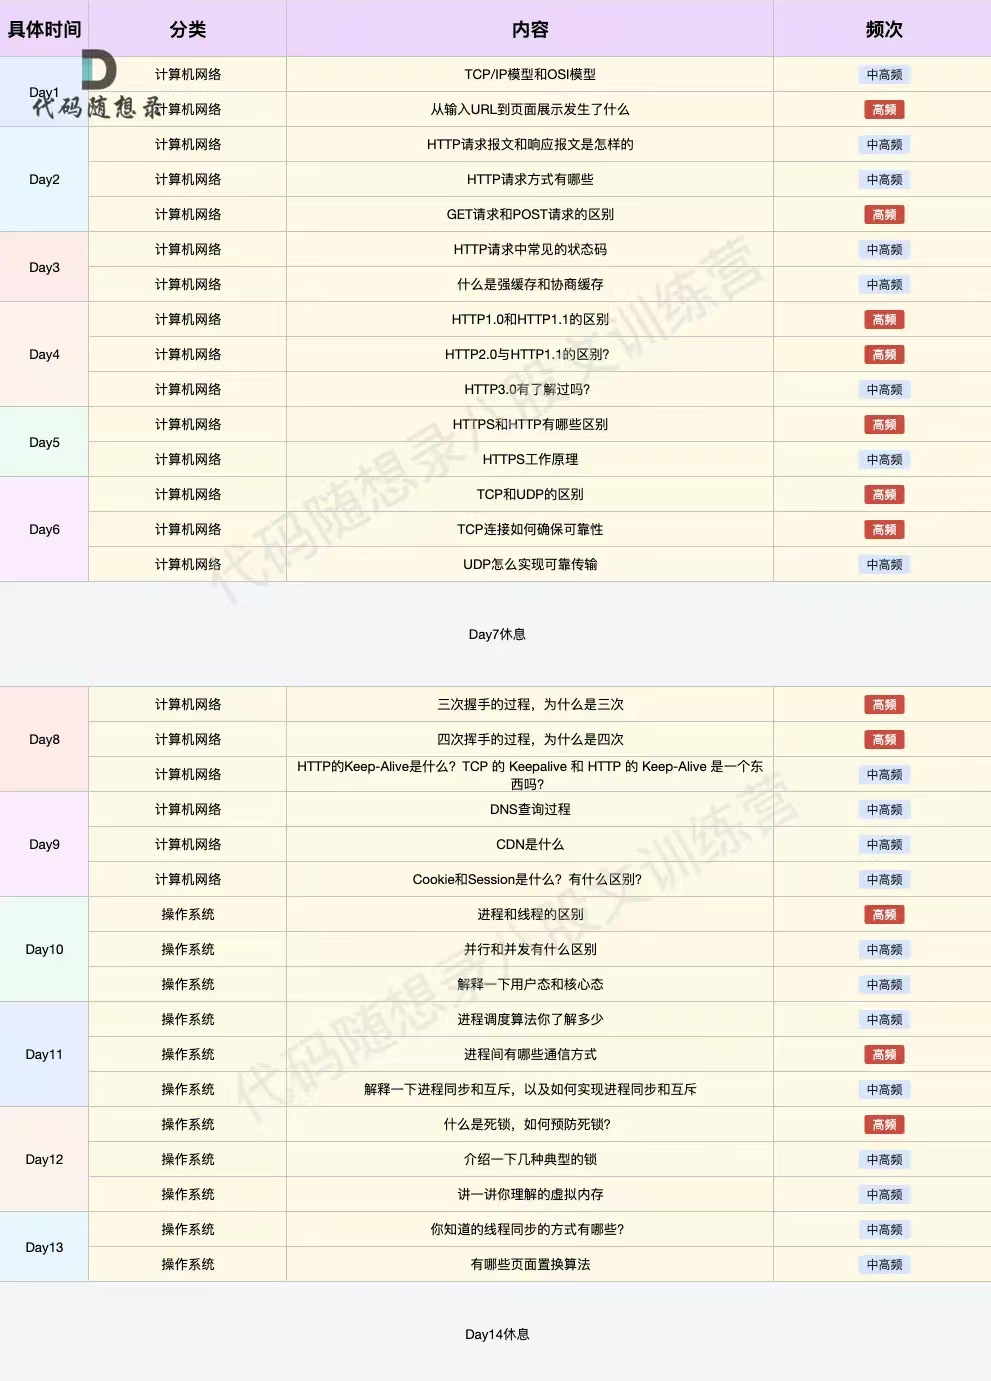 具体时间 分类 内容 频次
Day1 计算机网络 TCP/IP模型和OSI模型 中高频
代码随想录
计算机网络 从输入URL到页面展示发生了什么 高频
计算机网络 HTTP请求报文和响应报文是怎样的 中高频
Day2 计算机网络 HTTP请求方式有哪些 中高频
计算机网络 GET请求和POST请求的区别 高频
Day3 计算机网络 HTTP请求中常见的状态码 中高频
计算机网络 什么是强缓存和协商缓存 中高频
计算机网络 HTTP1.0和HTTP1.1的区别 高频
Day4 计算机网络 HTTP2.0与HTTP1.1的区别? 高频
计算机网络 HTTP3.0有了解过吗? 中高频
Day5 计算机网络 HTTPS和HTTP有哪些区别 高频
计算机网络 HTTPS工作原理 中高频
计算机网络 TCP和UDP的区别 高频
Day6 计算机网络 TCP连接如何确保可靠性 高频
计算机网络 UDP怎么实现可靠传输 中高频
代码随想录八股文训练营
Day7休息
计算机网络 三次握手的过程，为什么是三次 高频
Day8 计算机网络 四次挥手的过程，为什么是四次 高频
计算机网络 HTTP的Keep-Alive是什么？TCP 的 Keepalive 和 HTTP 的 Keep-Alive 是一个东 中高频
西吗?
计算机网络 DNS查询过程 中高频
Day9 计算机网络 CDN是什么 中高频
计算机网络 Cookie和Session是什么？有什么区别? 中高频
操作系统 进程和线程的区别 高频
Day10 操作系统 并行和并发有什么区别 中高频
操作系统 解释一下用户态和核心态 中高频
操作系统 进程调度算法你了解多少 中高频
Day11 操作系统 进程间有哪些通信方式 高频
操作系统 解释一下进程同步和互斥，以及如何实现进程同步和互斥 中高频
代码随想录八股文训练营
操作系统 什么是死锁，如何预防死锁? 高频
Day12 操作系统 介绍一下几种典型的锁 中高频
操作系统 讲一讲你理解的虚拟内存 中高频
Day13 操作系统 你知道的线程同步的方式有哪些? 中高频
操作系统 有哪些页面置换算法 中高频
Day14休息